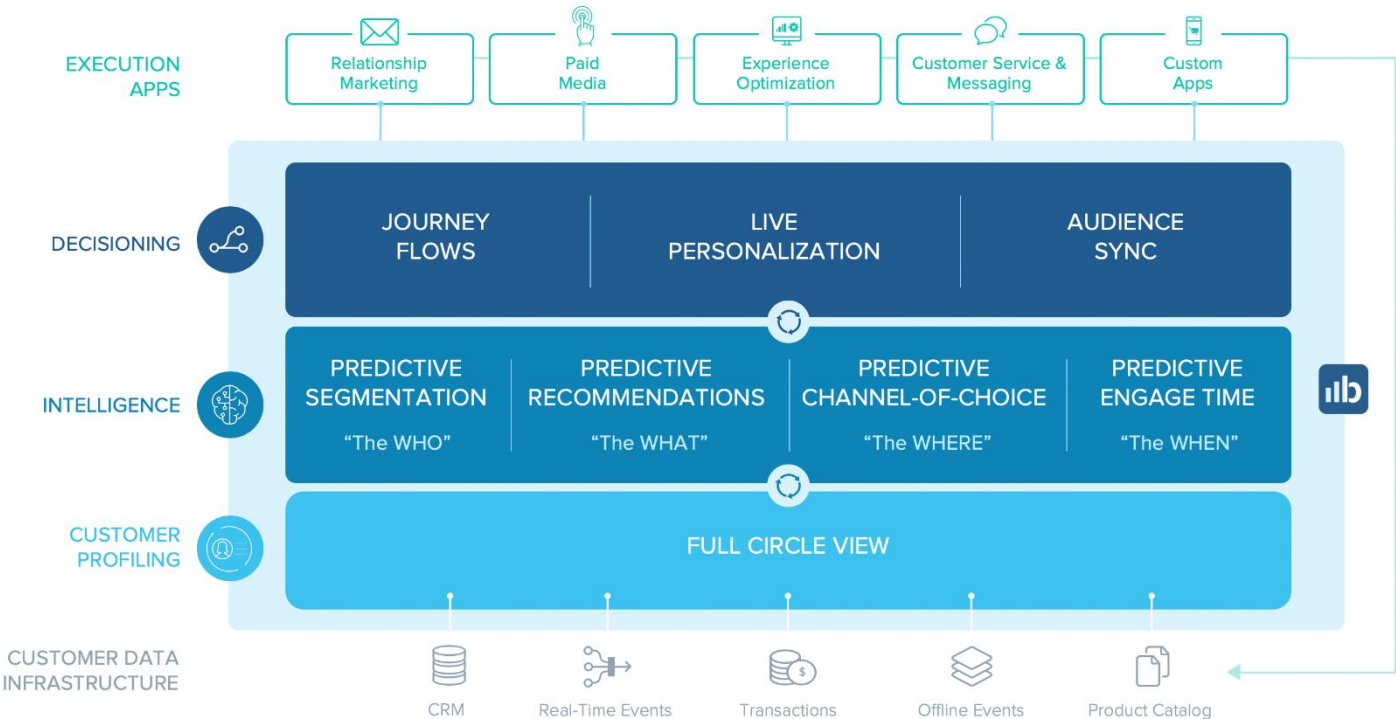 EXECUTION
APPS
Relationship
Marketing
Paid
Media
Experience
Optimization
Customer Service &
Messaging
Custom
Apps
DECISIONING
JOURNEY
FLOWS
LIVE
PERSONALIZATION
AUDIENCE
SYNC
INTELLIGENCE
PREDICTIVE
SEGMENTATION
“The WHO”
PREDICTIVE
RECOMMENDATIONS
“The WHAT”
PREDICTIVE
CHANNEL-OF-CHOICE
“The WHERE”
PREDICTIVE
ENGAGE TIME
“The WHEN”
CUSTOMER
PROFILING
FULL CIRCLE VIEW
CUSTOMER DATA
INFRASTRUCTURE
$
CRM
Real-Time Events
Transactions
Offline Events
Product Catalog